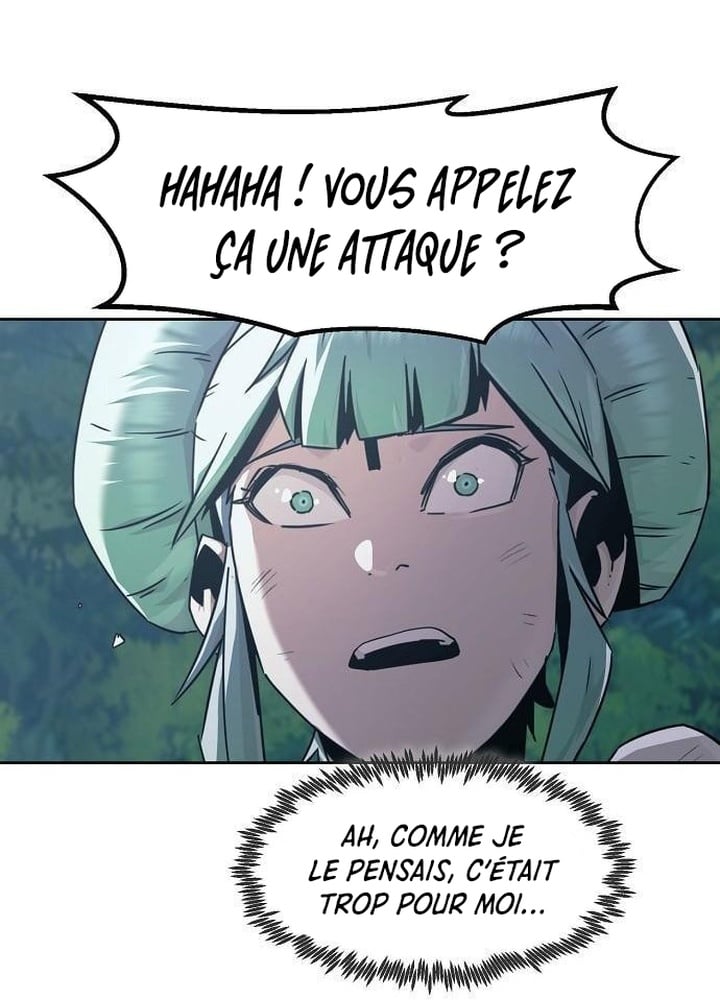 HAHAHA ! VOUS APPELEZ
ÇA UNE ATTAQUE ?
AH, COMME JE
LE PENSAIS, C'ÉTAIT
TROP POUR MOI...